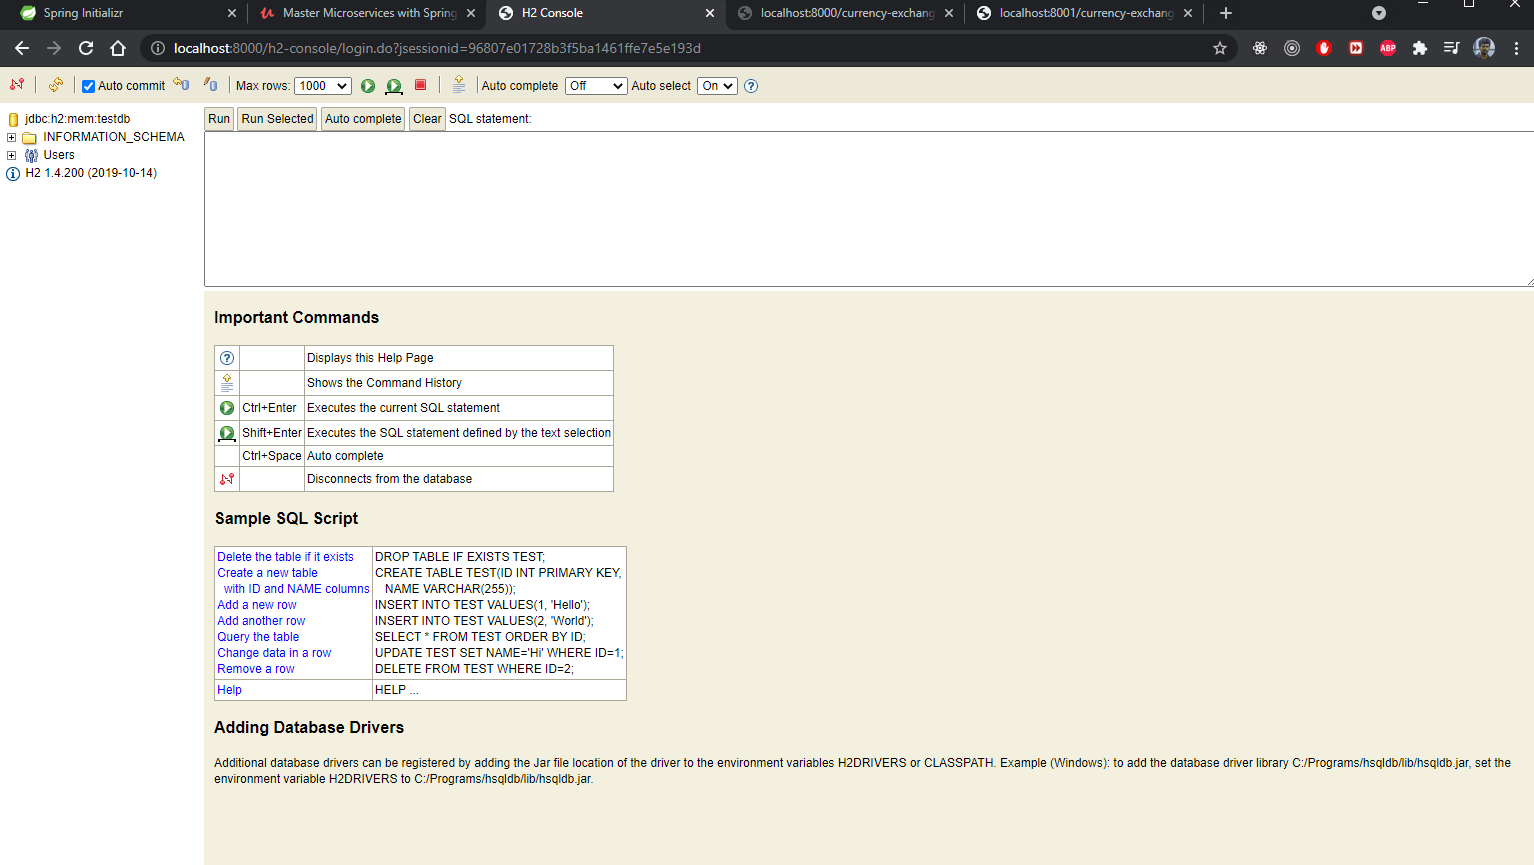 Spring Initializr
Master Microservices with Spring
H2 Console
localhost:8000/currency-exchang
localhost:8001/currency-exchang
localhost:8000/h2-console/login.do?jsessionid=96807e01728b3f5ba1461ffe7e5e193d
ABP
Auto commit Max rows: 1000 Auto complete Off Auto select On
jdbc:h2:mem:testdb
INFORMATION_SCHEMA
Users
H2 1.4.200 (2019-10-14)
Run Run Selected Auto complete Clear SQL statement:
Important Commands
Displays this Help Page
Shows the Command History
Ctrl+Enter Executes the current SQL statement
Shift+Enter Executes the SQL statement defined by the text selection
Ctrl+Space Auto complete
Disconnects from the database
Sample SQL Script
Delete the table if it exists DROP TABLE IF EXISTS TEST;
Create a new table CREATE TABLE TEST(ID INT PRIMARY KEY,
with ID and NAME columns NAME VARCHAR(255));
Add a new row INSERT INTO TEST VALUES(1, 'Hello');
Add another row INSERT INTO TEST VALUES(2, 'World');
Query the table SELECT * FROM TEST ORDER BY ID;
Change data in a row UPDATE TEST SET NAME='Hi' WHERE ID=1;
Remove a row DELETE FROM TEST WHERE ID=2;
Help HELP ...
Adding Database Drivers
Additional database drivers can be registered by adding the Jar file location of the driver to the environment variables H2DRIVERS or CLASSPATH. Example (Windows): to add the database driver library C:/Programs/hsqldb/lib/hsqldb.jar, set the
environment variable H2DRIVERS to C:/Programs/hsqldb/lib/hsqldb.jar.